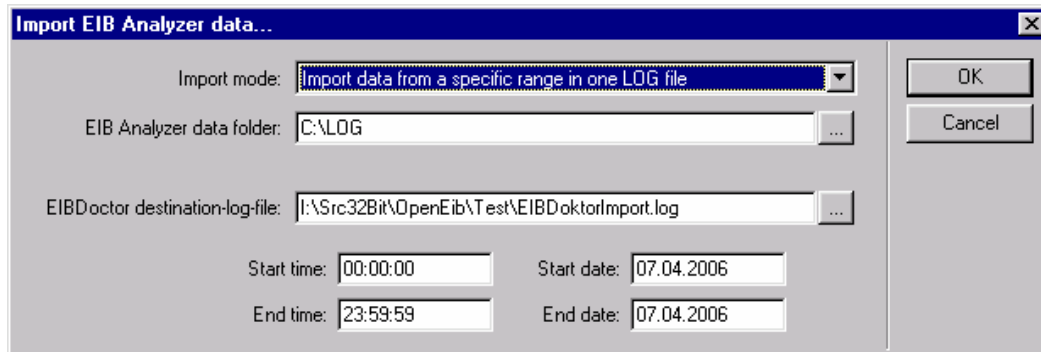 Import EIB Analyzer data...
Import mode: Import data from a specific range in one LOG file
OK
EIB Analyzer data folder: C:\LOG ...
Cancel
EIBDoctor destination-log-file: I:\Src32Bit\OpenEib\Test\EIBDoktorImport.log ...
Start time: 00:00:00 Start date: 07.04.2006
End time: 23:59:59 End date: 07.04.2006